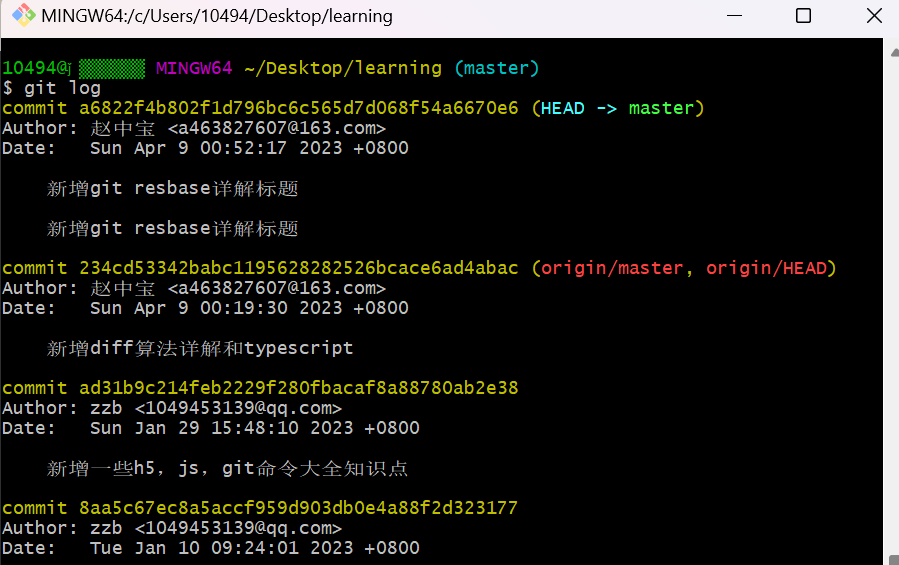 MINGW64:/c/Users/10494/Desktop/learning
10494@ MINGW64 ~/Desktop/learning (master)
$ git log
commit a6822f4b802f1d796bc6c565d7d068f54a6670e6 (HEAD -> master)
Author: 赵中宝 <a463827607@163.com>
Date:   Sun Apr 9 00:52:17 2023 +0800
新增git resbase详解标题
新增git resbase详解标题
commit 234cd53342babc1195628282526bcace6ad4abac (origin/master, origin/HEAD)
Author: 赵中宝 <a463827607@163.com>
Date:   Sun Apr 9 00:19:30 2023 +0800
新增diff算法详解和typescript
commit ad31b9c214feb2229f280fbacaf8a88780ab2e38
Author: zzb <1049453139@qq.com>
Date:   Sun Jan 29 15:48:10 2023 +0800
新增一些h5，js，git命令大全知识点
commit 8aa5c67ec8a5accf959d903db0e4a88f2d323177
Author: zzb <1049453139@qq.com>
Date:   Tue Jan 10 09:24:01 2023 +0800